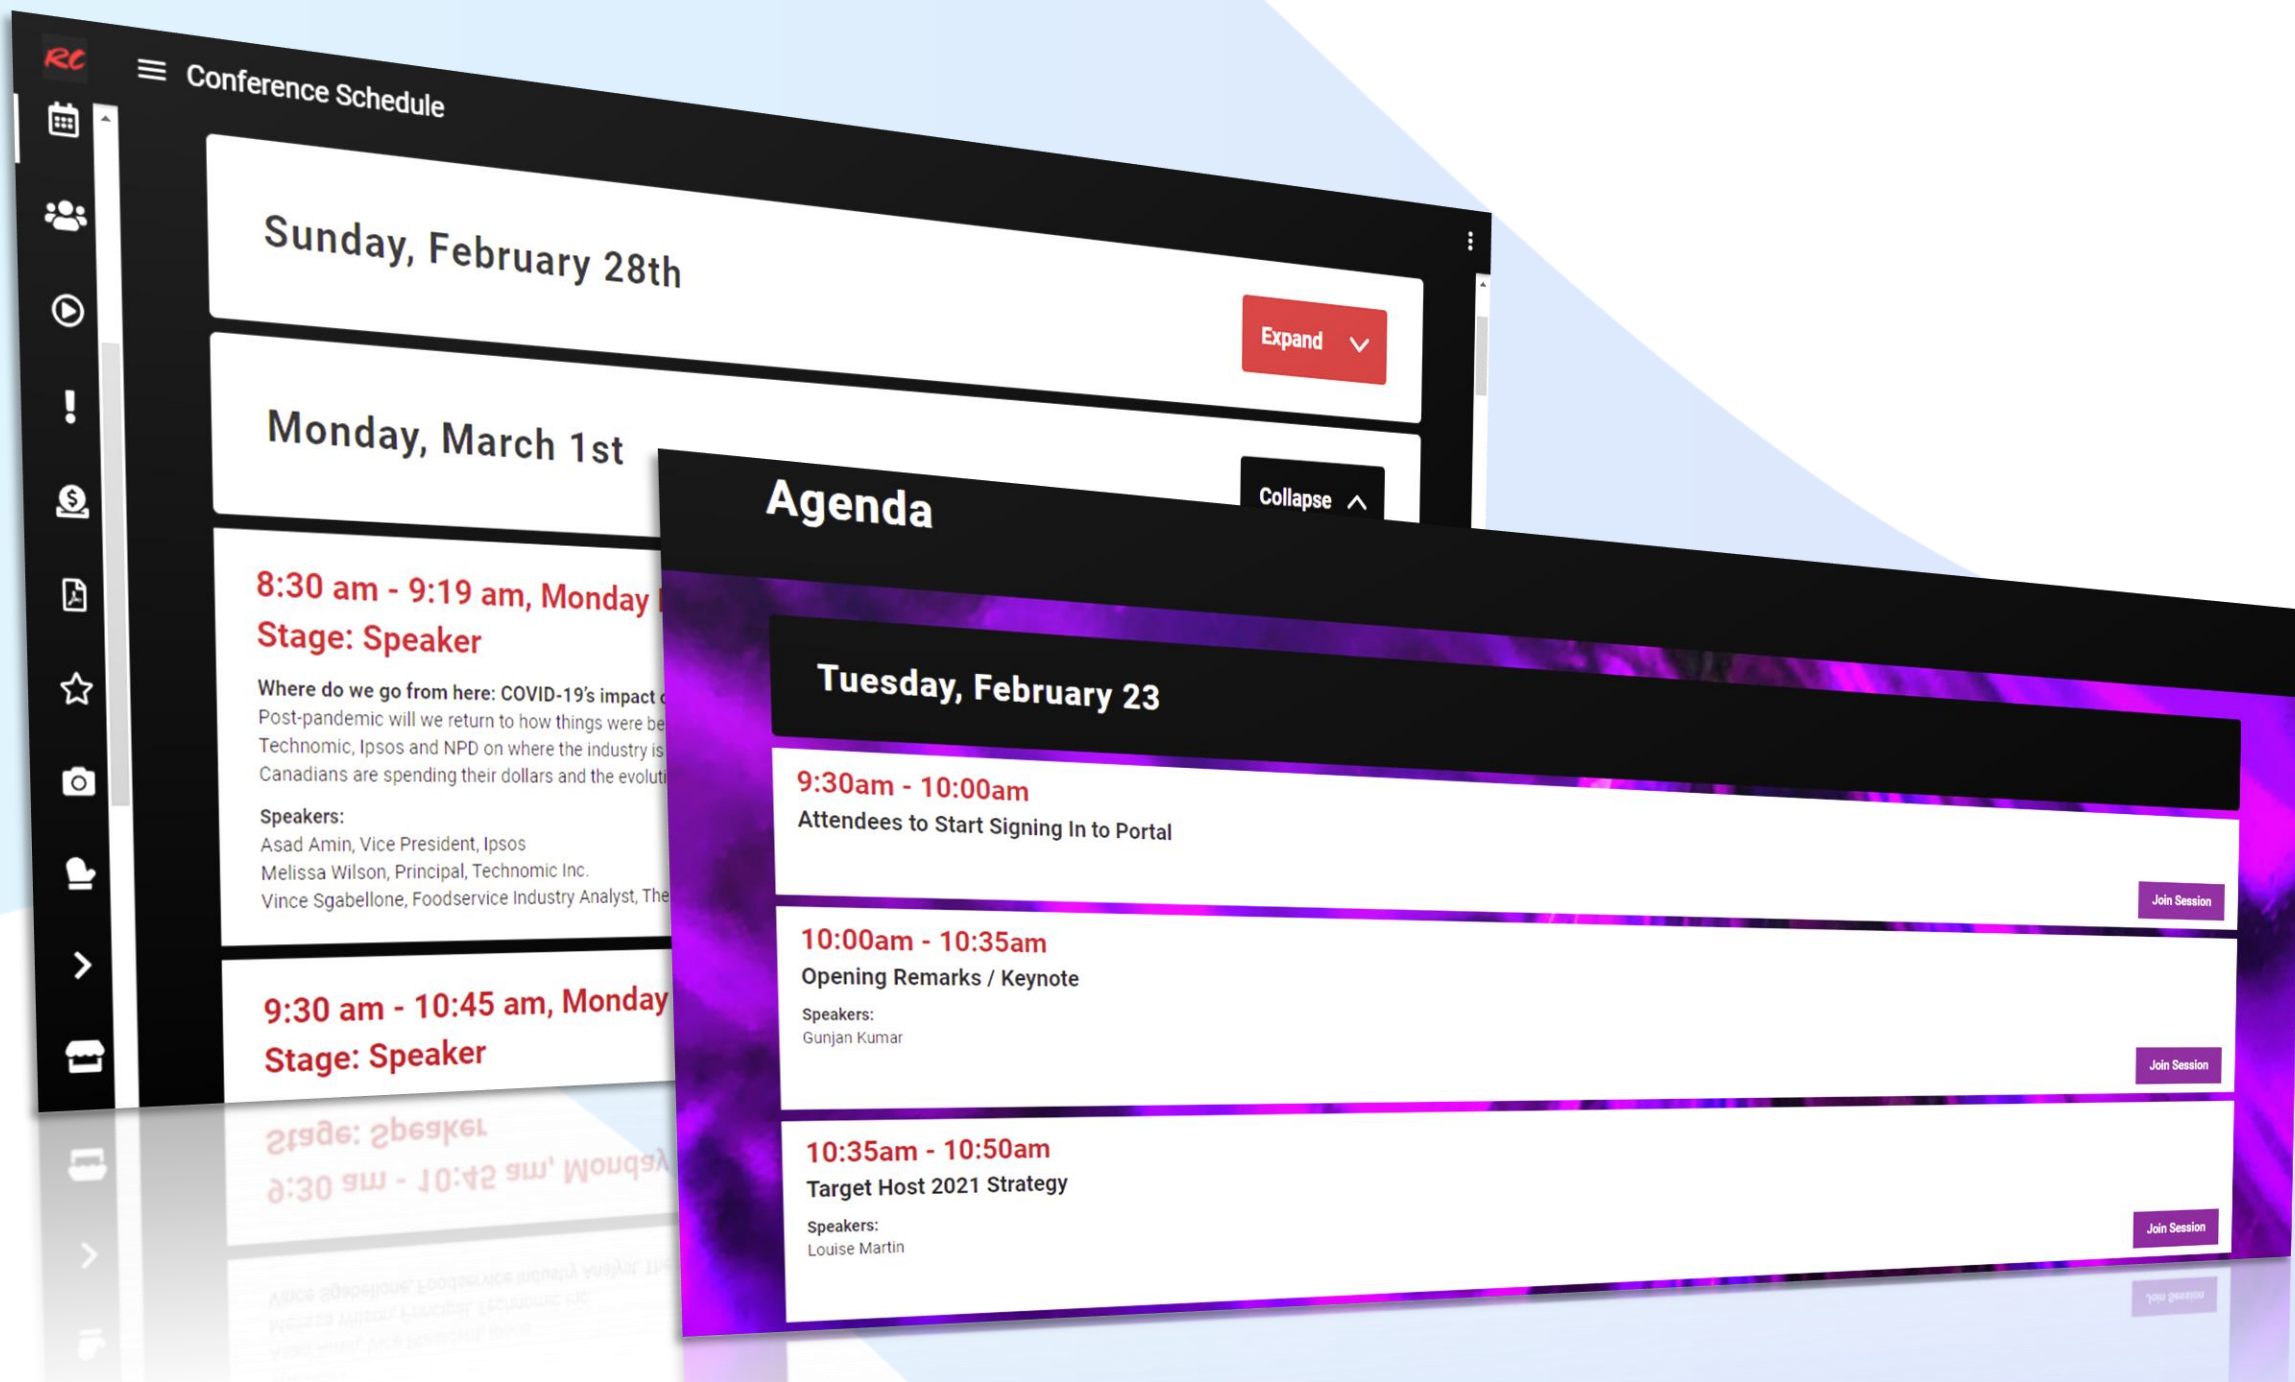 RC
Conference Schedule
Sunday, February 28th
Expand
Monday, March 1st
Collapse
8:30 am - 9:19 am, Monday
Stage: Speaker
Where do we go from here: COVID-19's impact
Post-pandemic will we return to how things were be
Technomic, Ipsos and NPD on where the industry is
Canadians are spending their dollars and the evoluti
Speakers:
Asad Amin, Vice President, Ipsos
Melissa Wilson, Principal, Technomic Inc.
Vince Sgabellone, Foodservice Industry Analyst, The
9:30 am - 10:45 am, Monday
Stage: Speaker
Agenda
Tuesday, February 23
9:30am - 10:00am
Attendees to Start Signing In to Portal
Join Session
10:00am - 10:35am
Opening Remarks / Keynote
Speakers:
Gunjan Kumar
Join Session
10:35am - 10:50am
Target Host 2021 Strategy
Speakers:
Louise Martin
Join Session